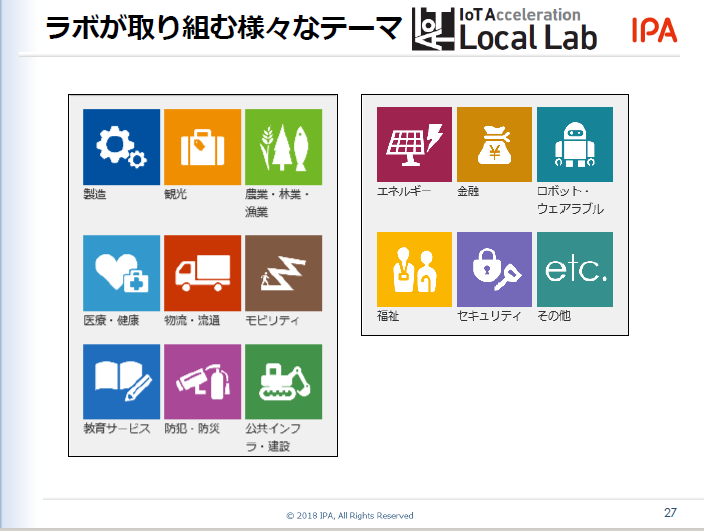 ラボが取り組む様々なテーマ
IoT Acceleration
Local Lab
IoT
IPA
製造
観光
農業・林業・
漁業
医療・健康
物流・流通
モビリティ
教育サービス
防犯・防災
公共インフ
ラ・建設
エネルギー
¥
金融
ロボット・
ウェアラブル
福祉
セキュリティ
etc.
その他
© 2018 IPA, All Rights Reserved
27